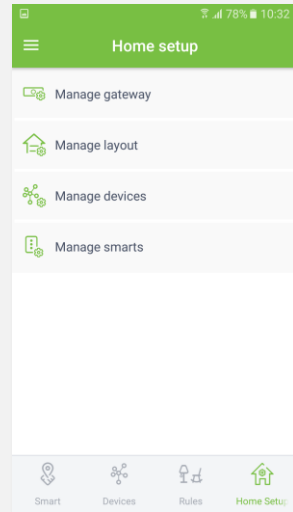 78% 10:32
Home setup
Manage gateway
Manage layout
Manage devices
Manage smarts
Smart Devices Rules Home Setup